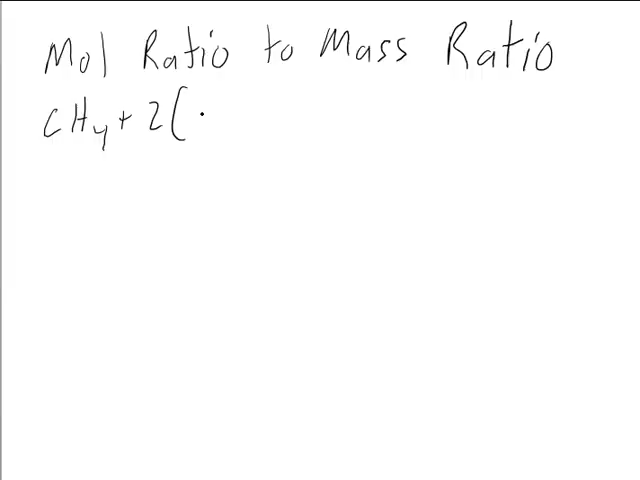 Mol Ratio to Mass Ratio
CH₄ + 2(